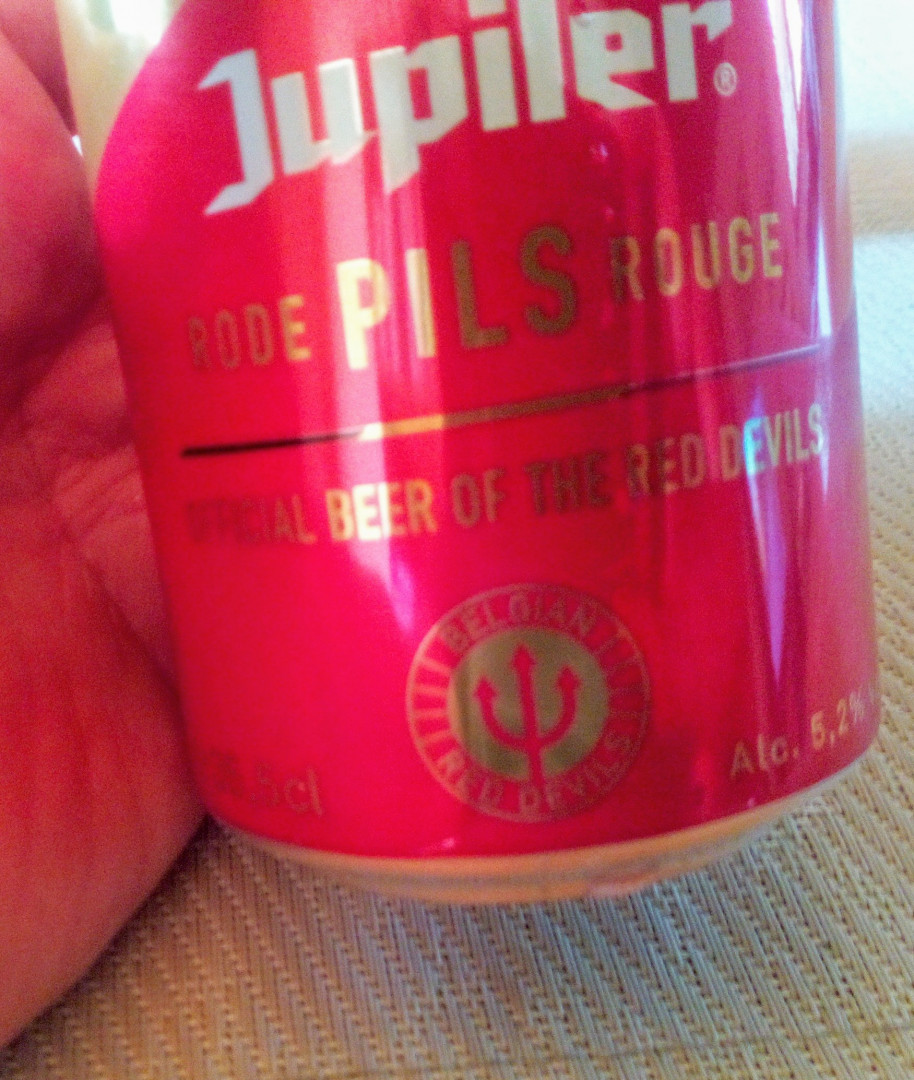 Jupiler®
RODE PILS ROUGE
OFFICIAL BEER OF THE RED DEVILS
BELGIAN
RED DEVILS
Alc. 5,2%